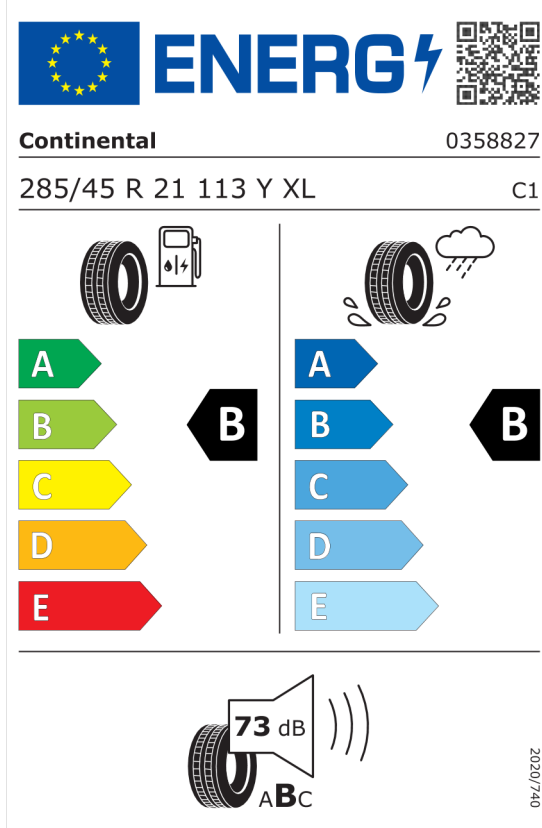 ENERG
Continental 0358827
285/45 R 21 113 Y XL C1
A A
B B B B
C C
D D
E E
73 dB
ABC
2020/740